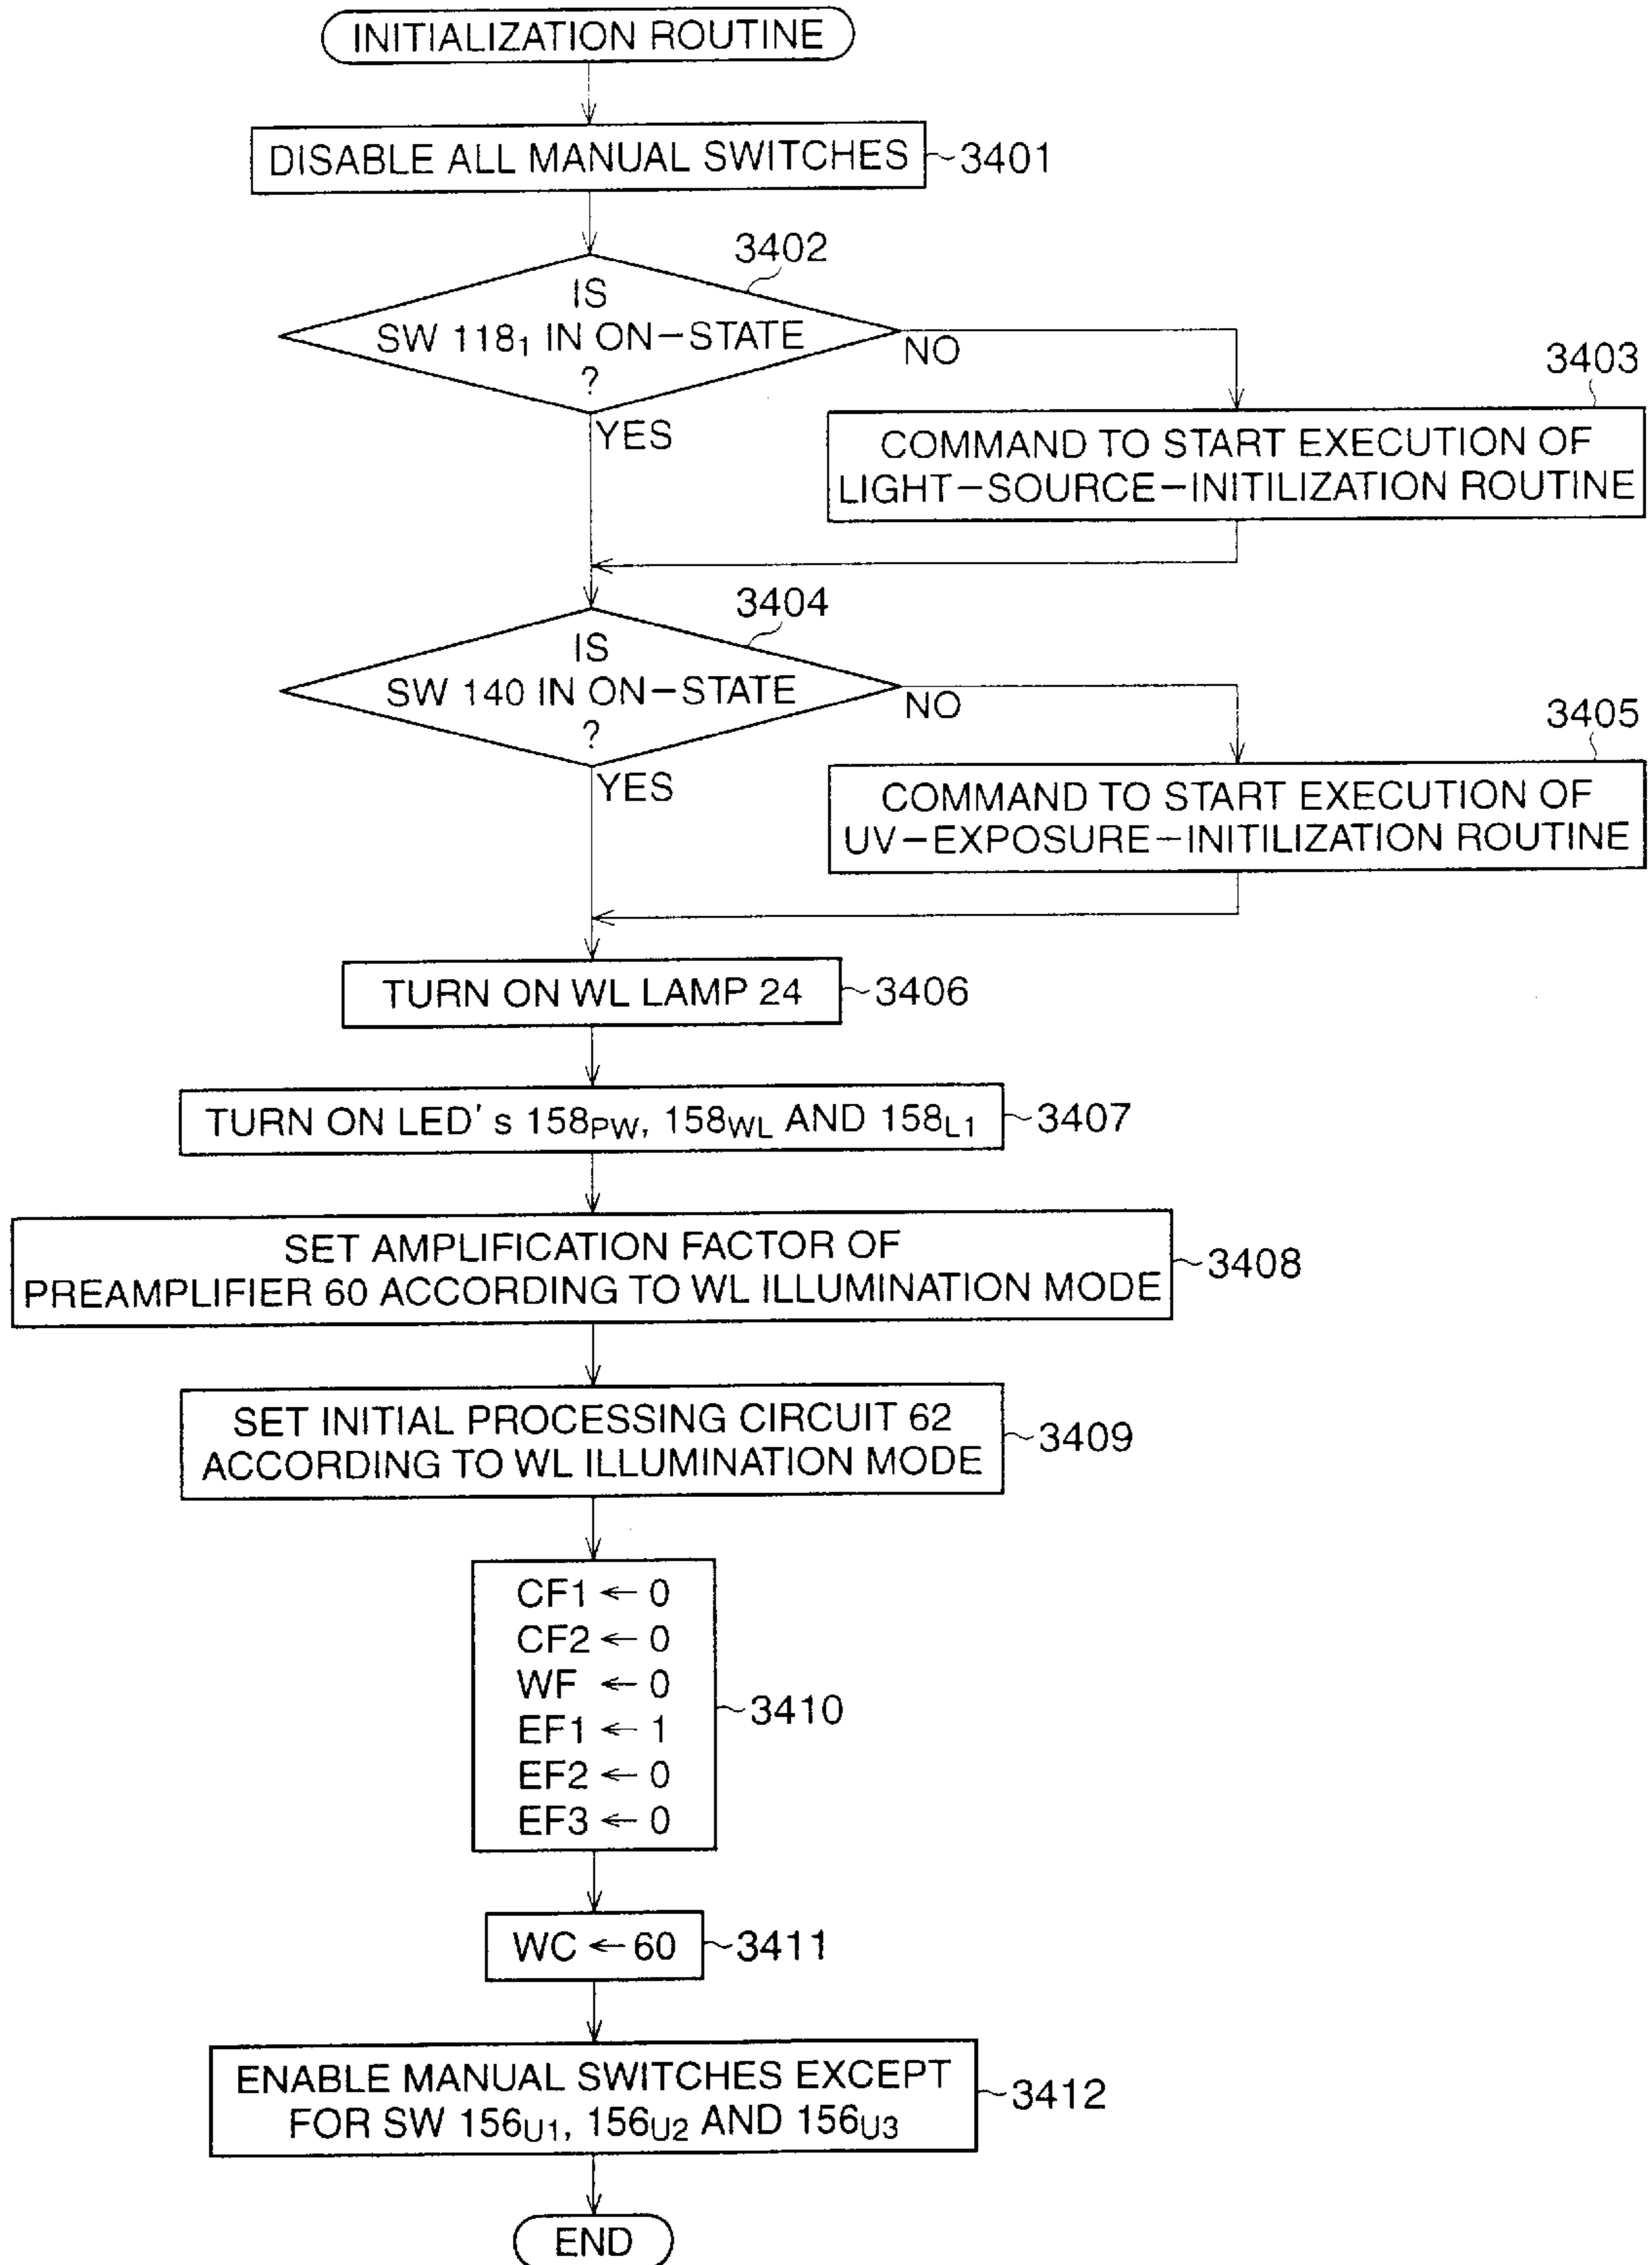 INITIALIZATION ROUTINE
DISABLE ALL MANUAL SWITCHES
3401
3402
IS
SW 118₁ IN ON-STATE
?
NO
YES
3403
COMMAND TO START EXECUTION OF
LIGHT-SOURCE-INITILIZATION ROUTINE
3404
IS
SW 140 IN ON-STATE
?
NO
YES
3405
COMMAND TO START EXECUTION OF
UV-EXPOSURE-INITILIZATION ROUTINE
TURN ON WL LAMP 24
3406
TURN ON LED's 158PW, 158WL AND 158L1
3407
SET AMPLIFICATION FACTOR OF
PREAMPLIFIER 60 ACCORDING TO WL ILLUMINATION MODE
3408
SET INITIAL PROCESSING CIRCUIT 62
ACCORDING TO WL ILLUMINATION MODE
3409
CF1 ← 0
CF2 ← 0
WF ← 0
EF1 ← 1
EF2 ← 0
EF3 ← 0
3410
WC ← 60
3411
ENABLE MANUAL SWITCHES EXCEPT
FOR SW 156U1, 156U2 AND 156U3
3412
END